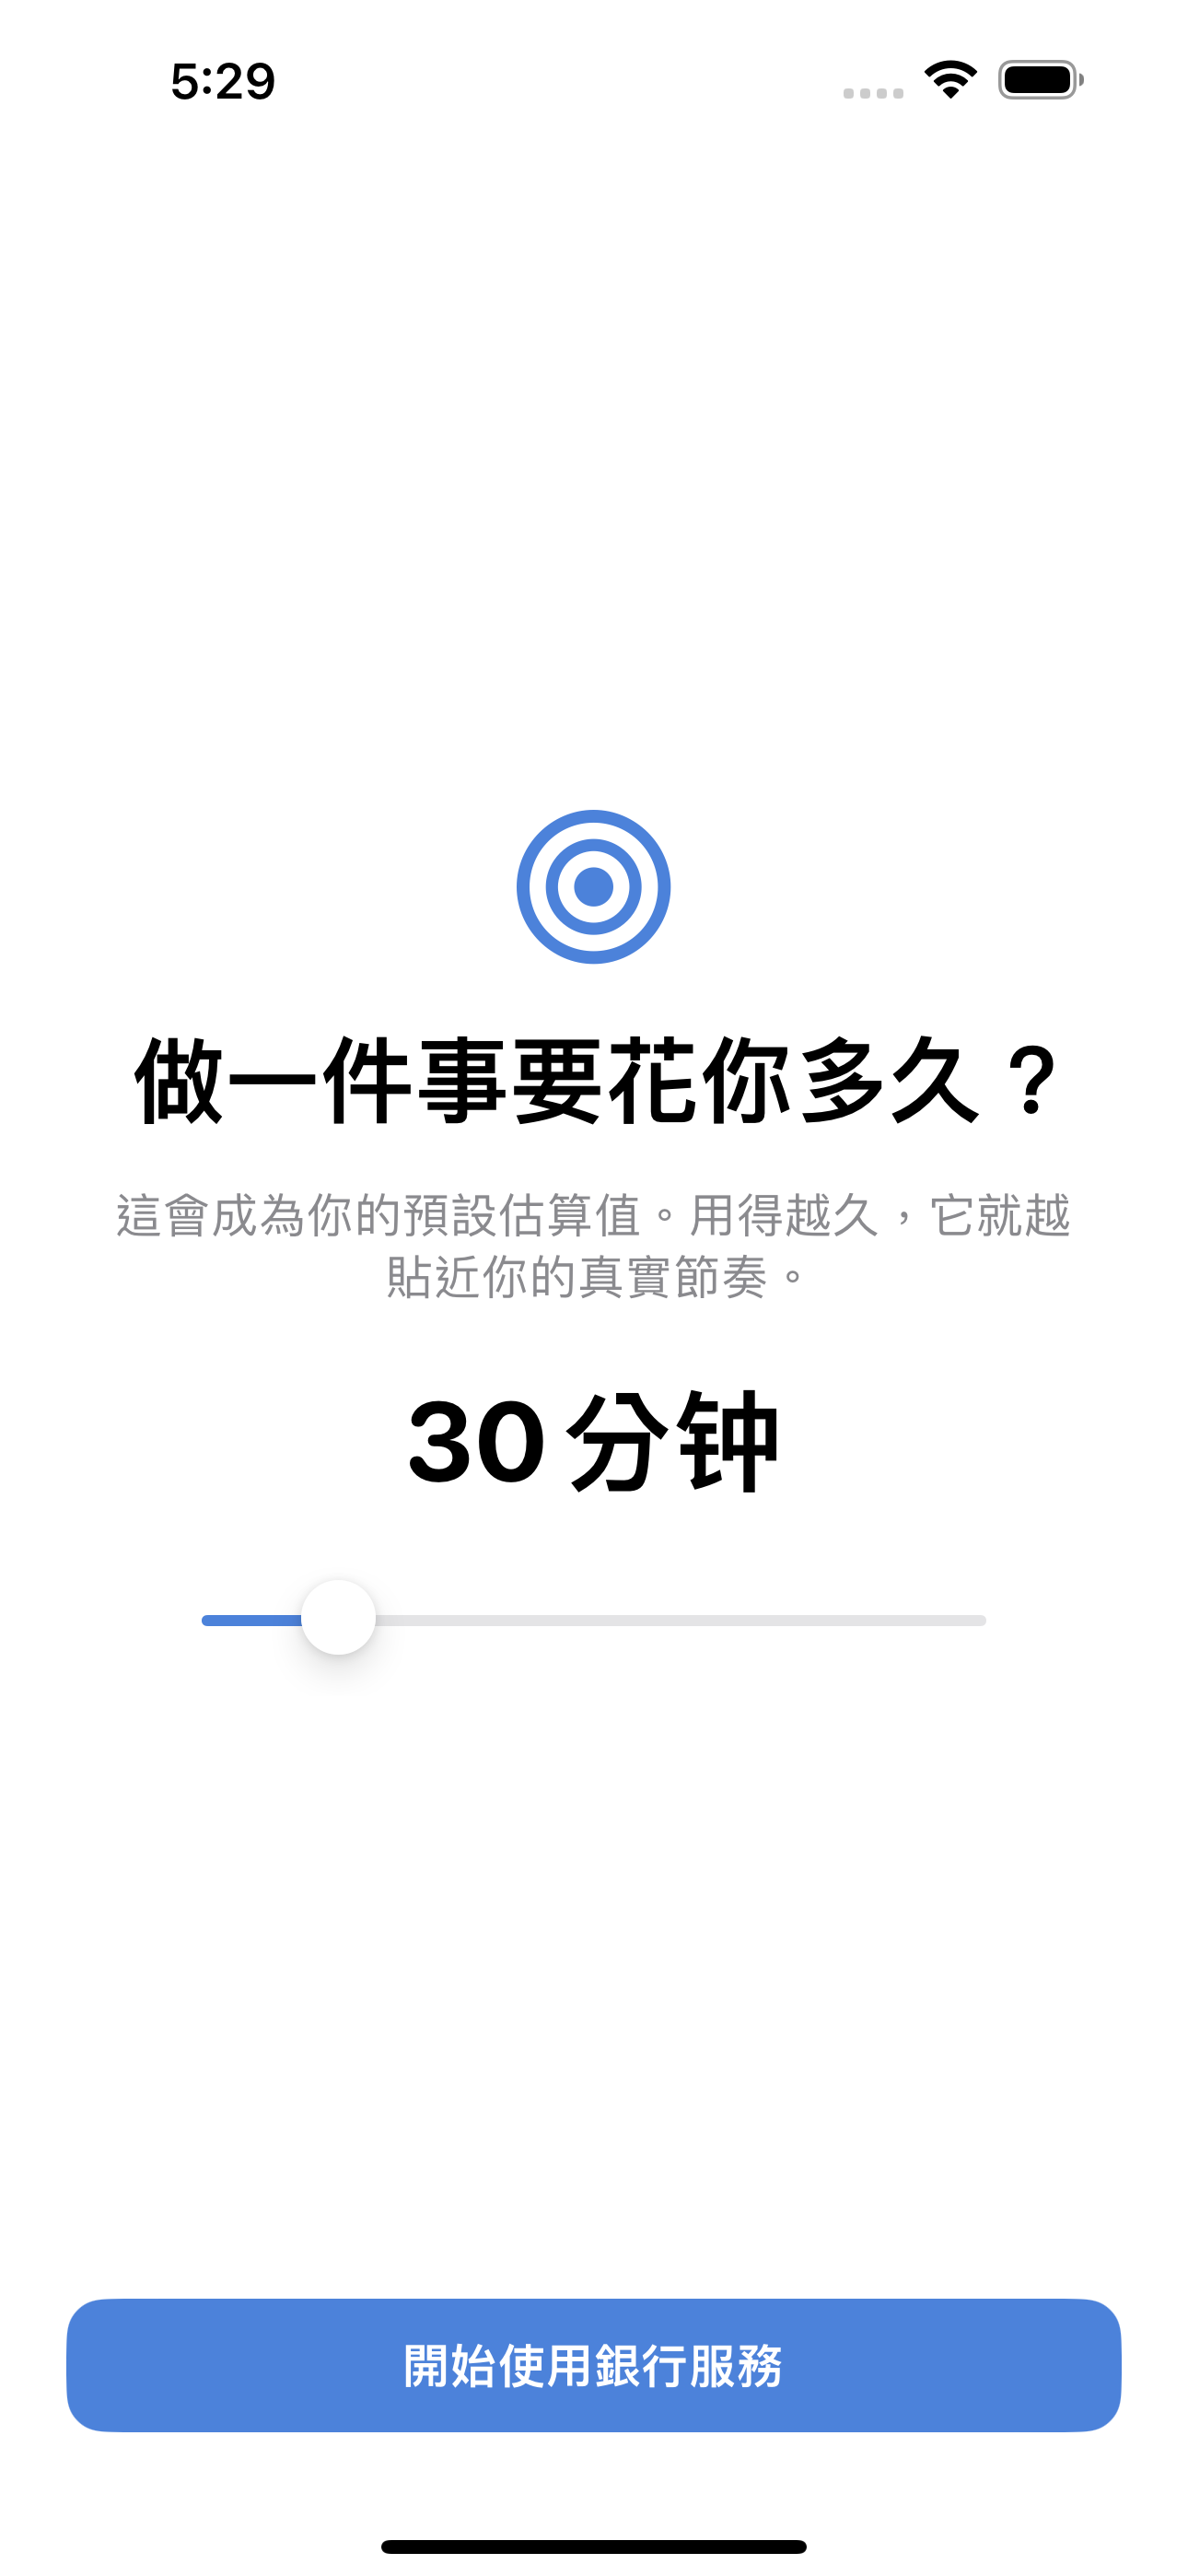 5:29
做一件事要花你多久？
這會成為你的預設估算值。用得越久，它就越
貼近你的真實節奏。
30 分钟
開始使用銀行服務